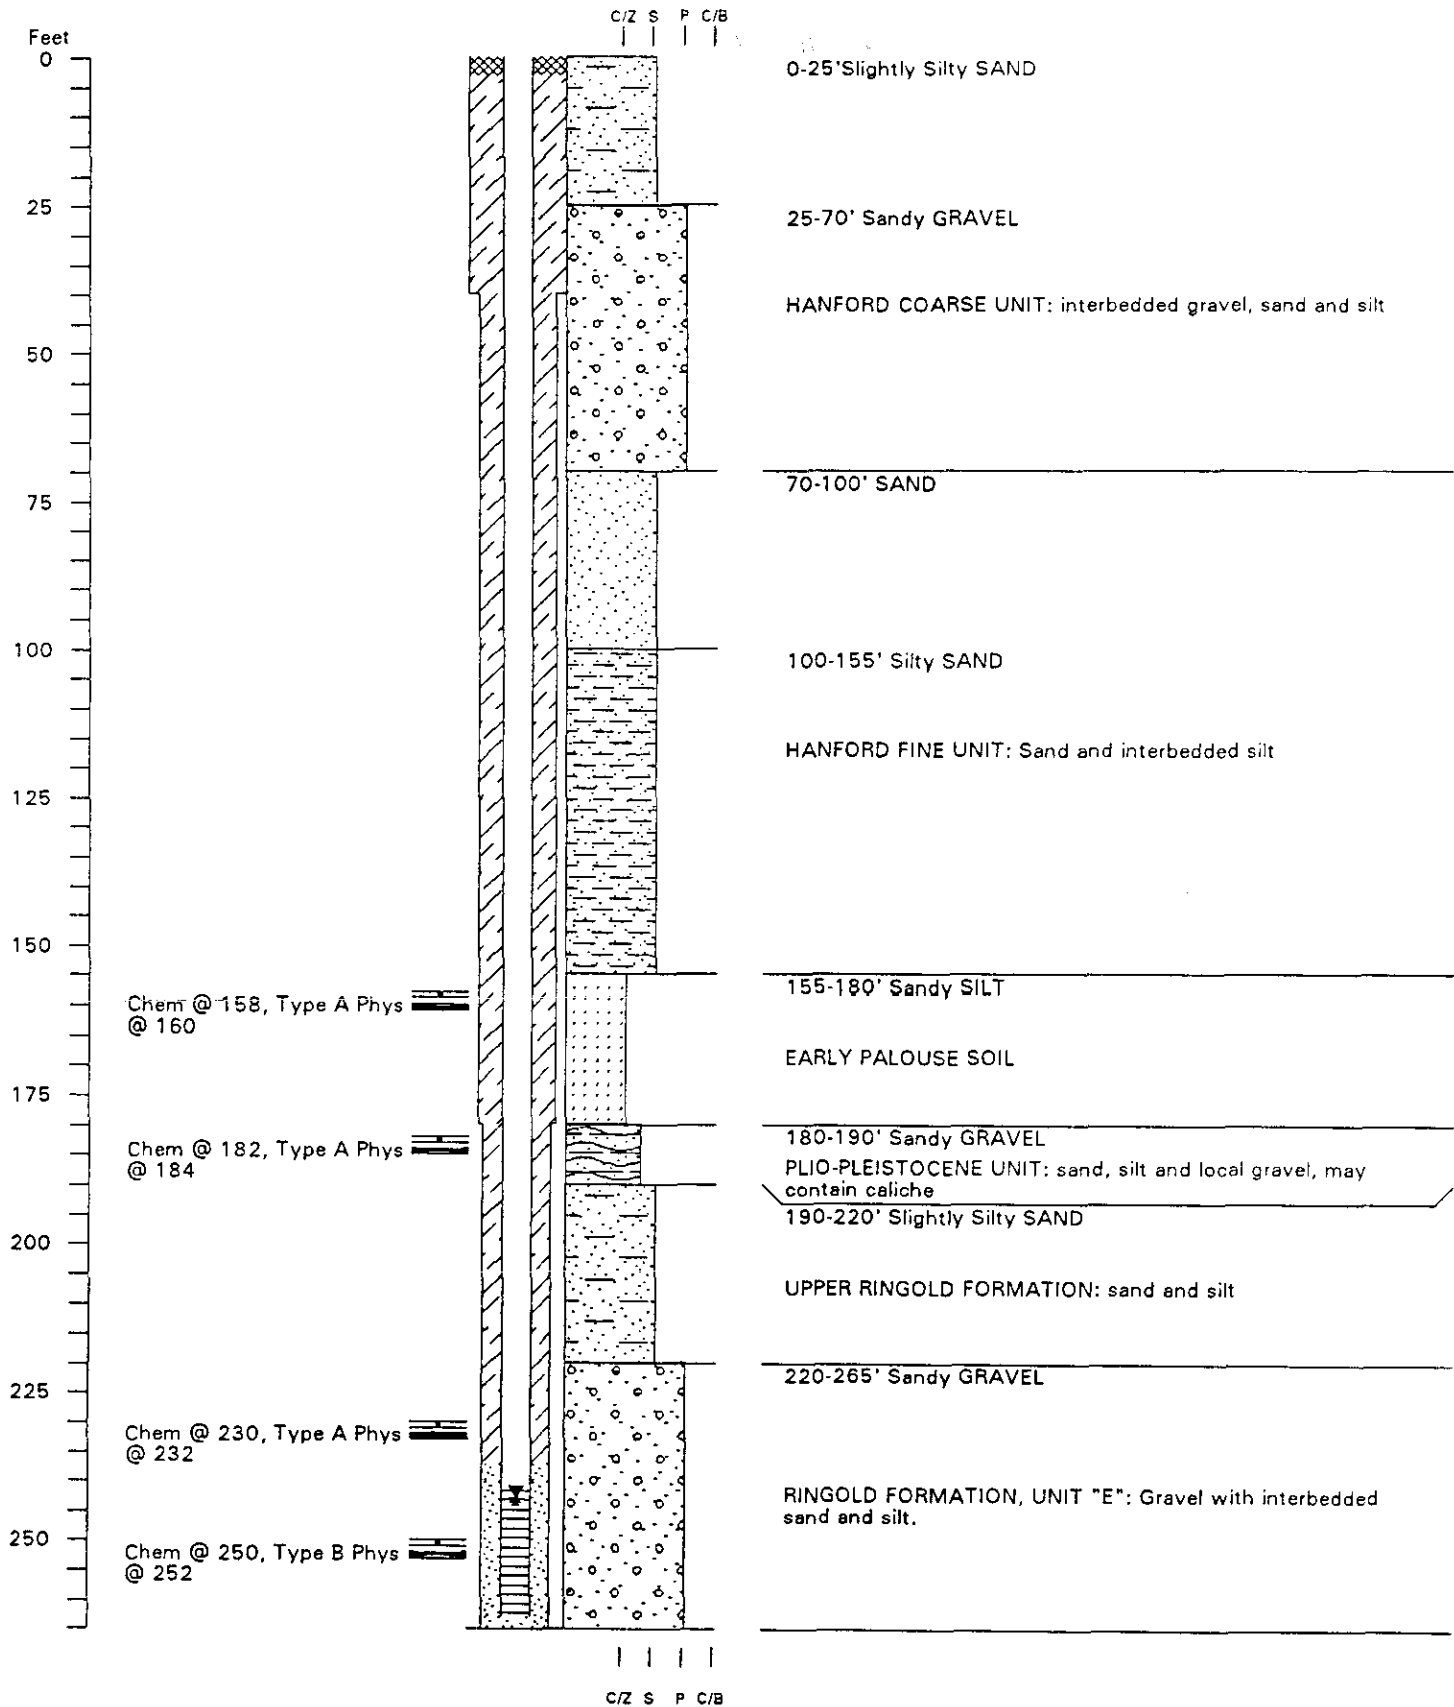 C/Z S P C/B
Feet
0
0-25'Slightly Silty SAND
25
25-70' Sandy GRAVEL
HANFORD COARSE UNIT: interbedded gravel, sand and silt
50
70-100' SAND
75
100
100-155' Silty SAND
HANFORD FINE UNIT: Sand and interbedded silt
125
150
155-180' Sandy SILT
Chem @ 158, Type A Phys
@ 160
EARLY PALOUSE SOIL
175
180-190' Sandy GRAVEL
Chem @ 182, Type A Phys
@ 184
PLIO-PLEISTOCENE UNIT: sand, silt and local gravel, may
contain caliche
190-220' Slightly Silty SAND
200
UPPER RINGOLD FORMATION: sand and silt
220-265' Sandy GRAVEL
225
Chem @ 230, Type A Phys
@ 232
RINGOLD FORMATION, UNIT "E": Gravel with interbedded
sand and silt.
250
Chem @ 250, Type B Phys
@ 252
C/Z S P C/B